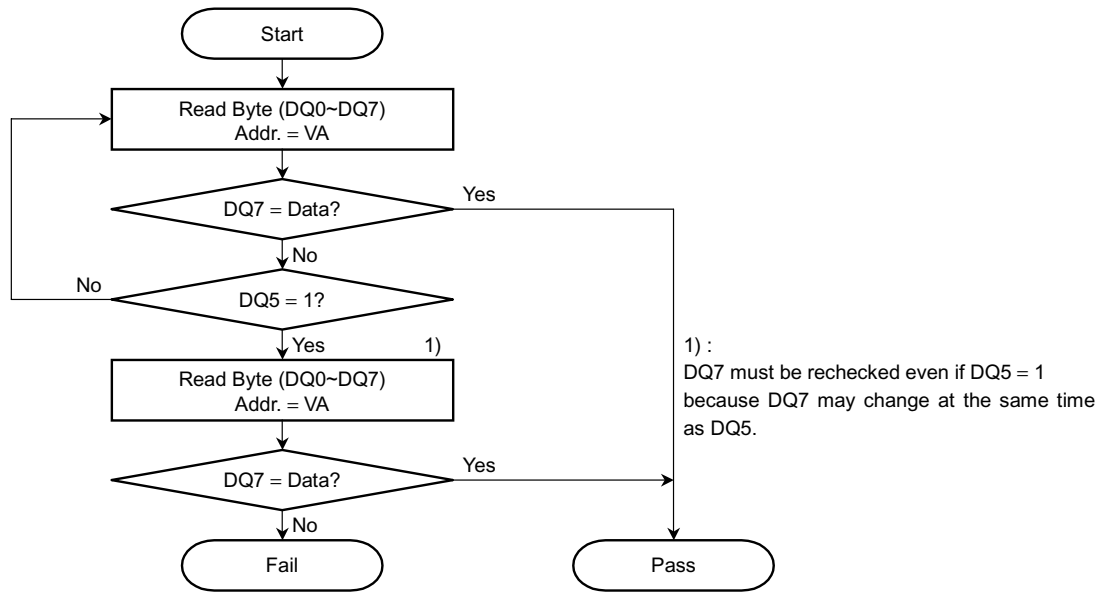 Start
Read Byte (DQ0~DQ7)
Addr. = VA
DQ7 = Data?
Yes
No
No
DQ5 = 1?
Yes
1)
Read Byte (DQ0~DQ7)
Addr. = VA
1) :
DQ7 must be rechecked even if DQ5 = 1
because DQ7 may change at the same time
as DQ5.
DQ7 = Data?
Yes
No
Fail
Pass